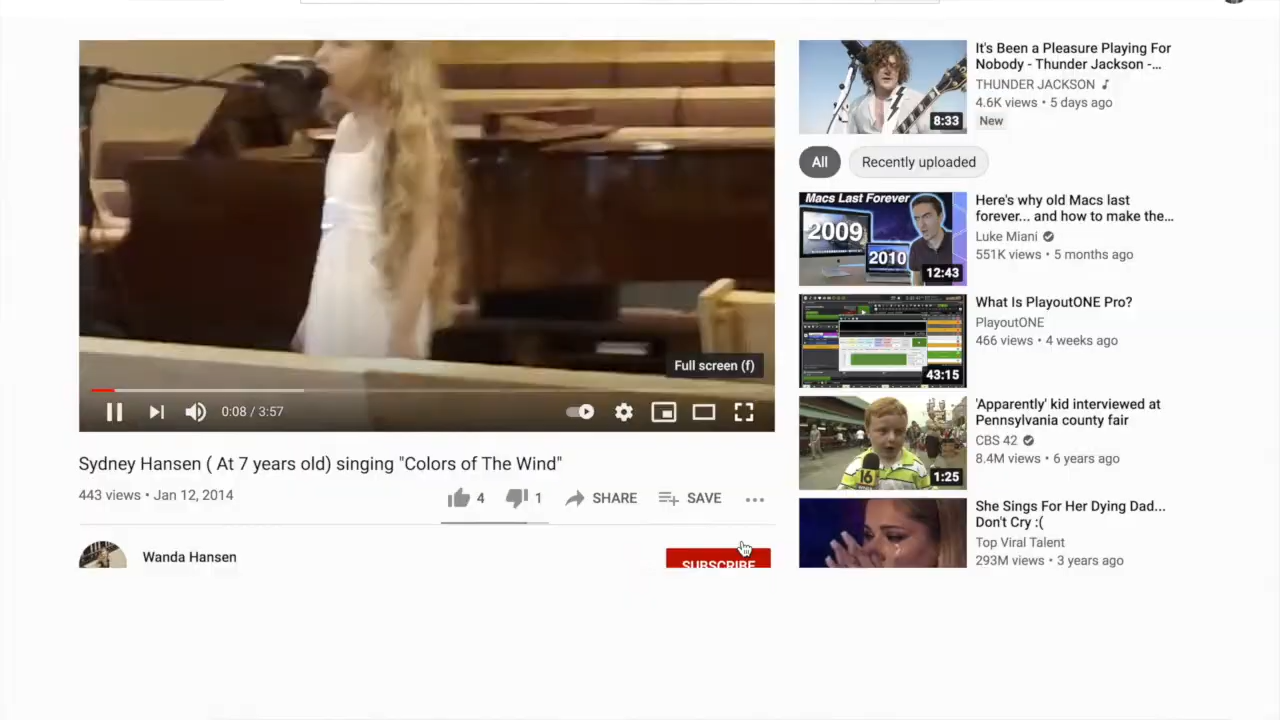 Full screen (f)
0:08 / 3:57
Sydney Hansen ( At 7 years old) singing "Colors of The Wind"
443 views • Jan 12, 2014
4
1
SHARE
SAVE
Wanda Hansen
SUBSCRIBE
8:33
It's Been a Pleasure Playing For
Nobody - Thunder Jackson -...
THUNDER JACKSON
4.6K views • 5 days ago
New
All
Recently uploaded
Macs Last Forever
2009
2010
12:43
Here's why old Macs last
forever... and how to make the...
Luke Miani
551K views • 5 months ago
43:15
What Is PlayoutONE Pro?
PlayoutONE
466 views • 4 weeks ago
16
1:25
'Apparently' kid interviewed at
Pennsylvania county fair
CBS 42
8.4M views • 6 years ago
She Sings For Her Dying Dad...
Don't Cry :(
Top Viral Talent
293M views • 3 years ago